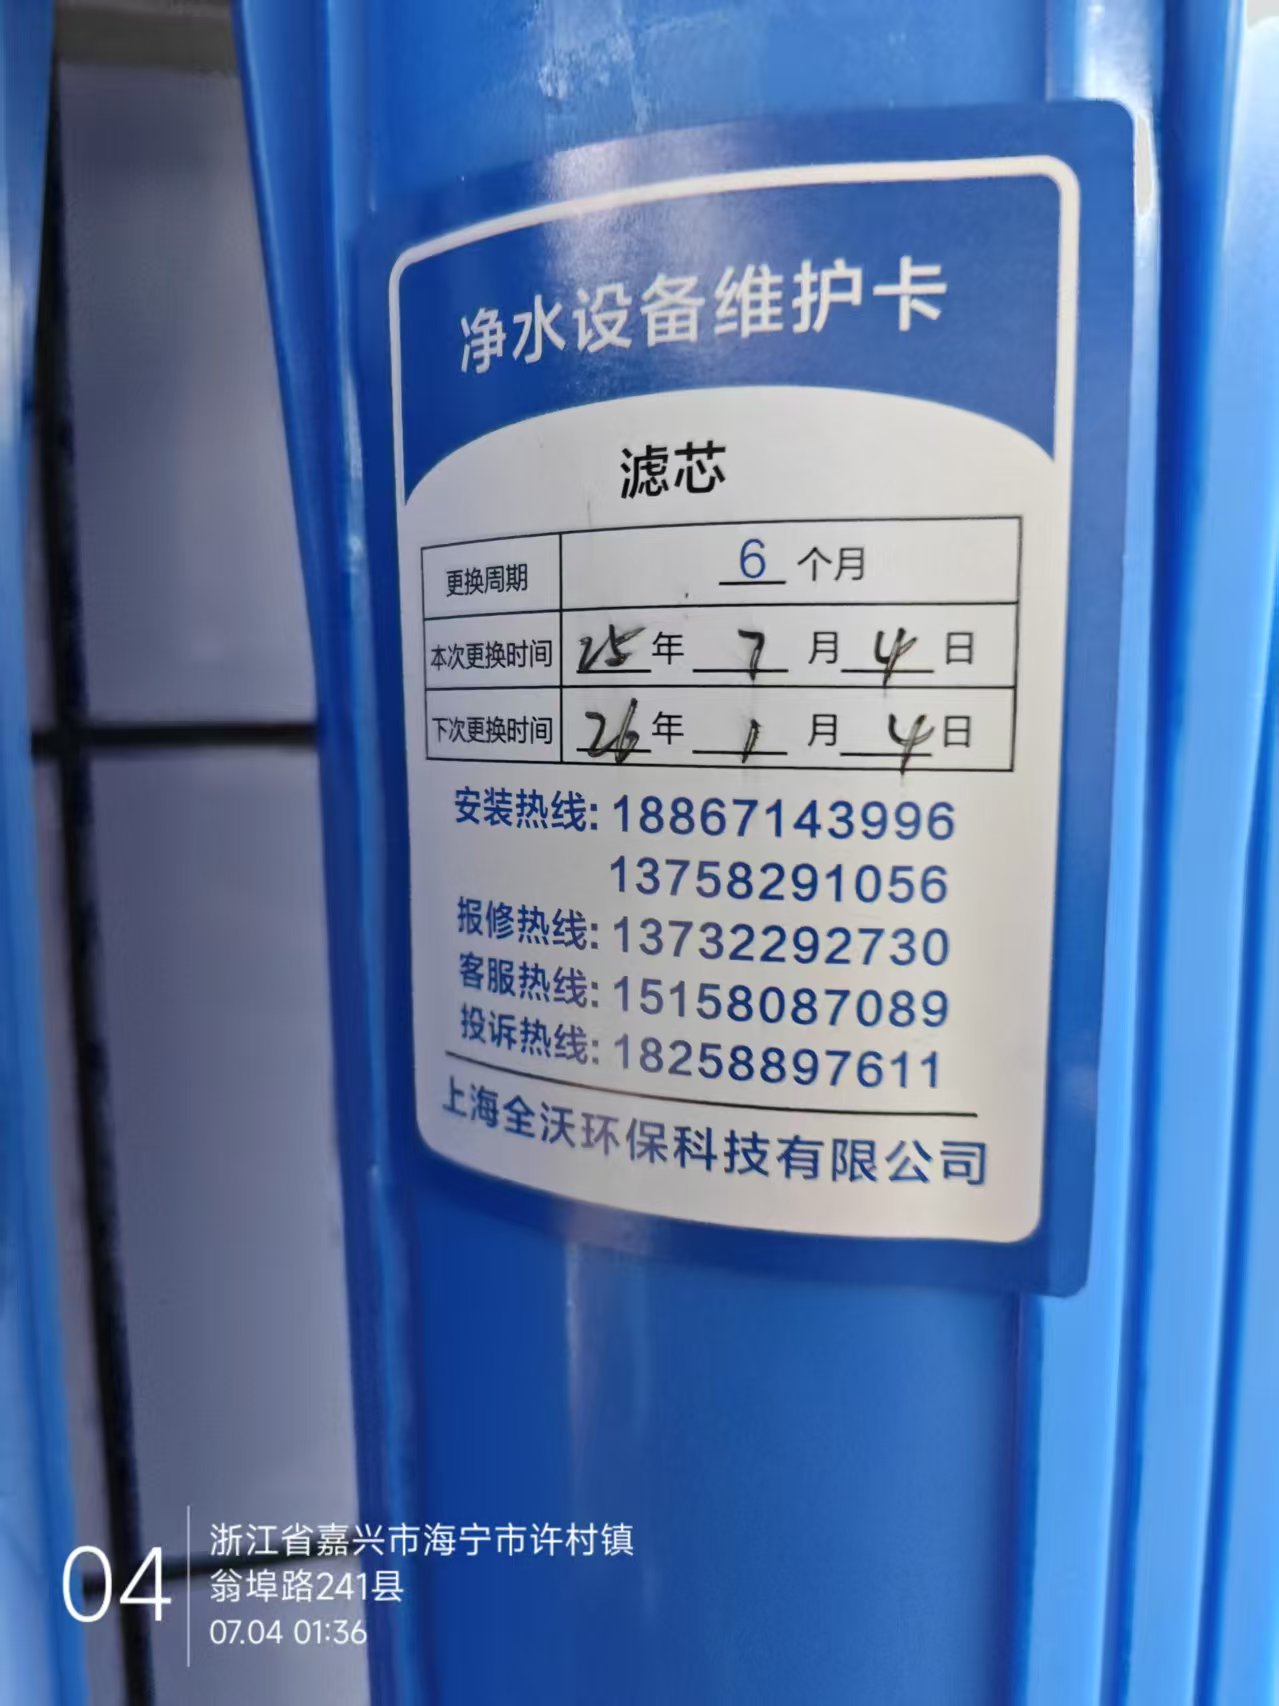 净水设备维护卡
滤芯
更换周期 6 个月
本次更换时间 25 年 7 月 4 日
下次更换时间 26 年 1 月 4 日
安装热线: 18867143996
13758291056
报修热线: 13732292730
客服热线: 15158087089
投诉热线: 18258897611
上海全沃环保科技有限公司
04
浙江省嘉兴市海宁市许村镇
翁埠路241县
07.04 01:36